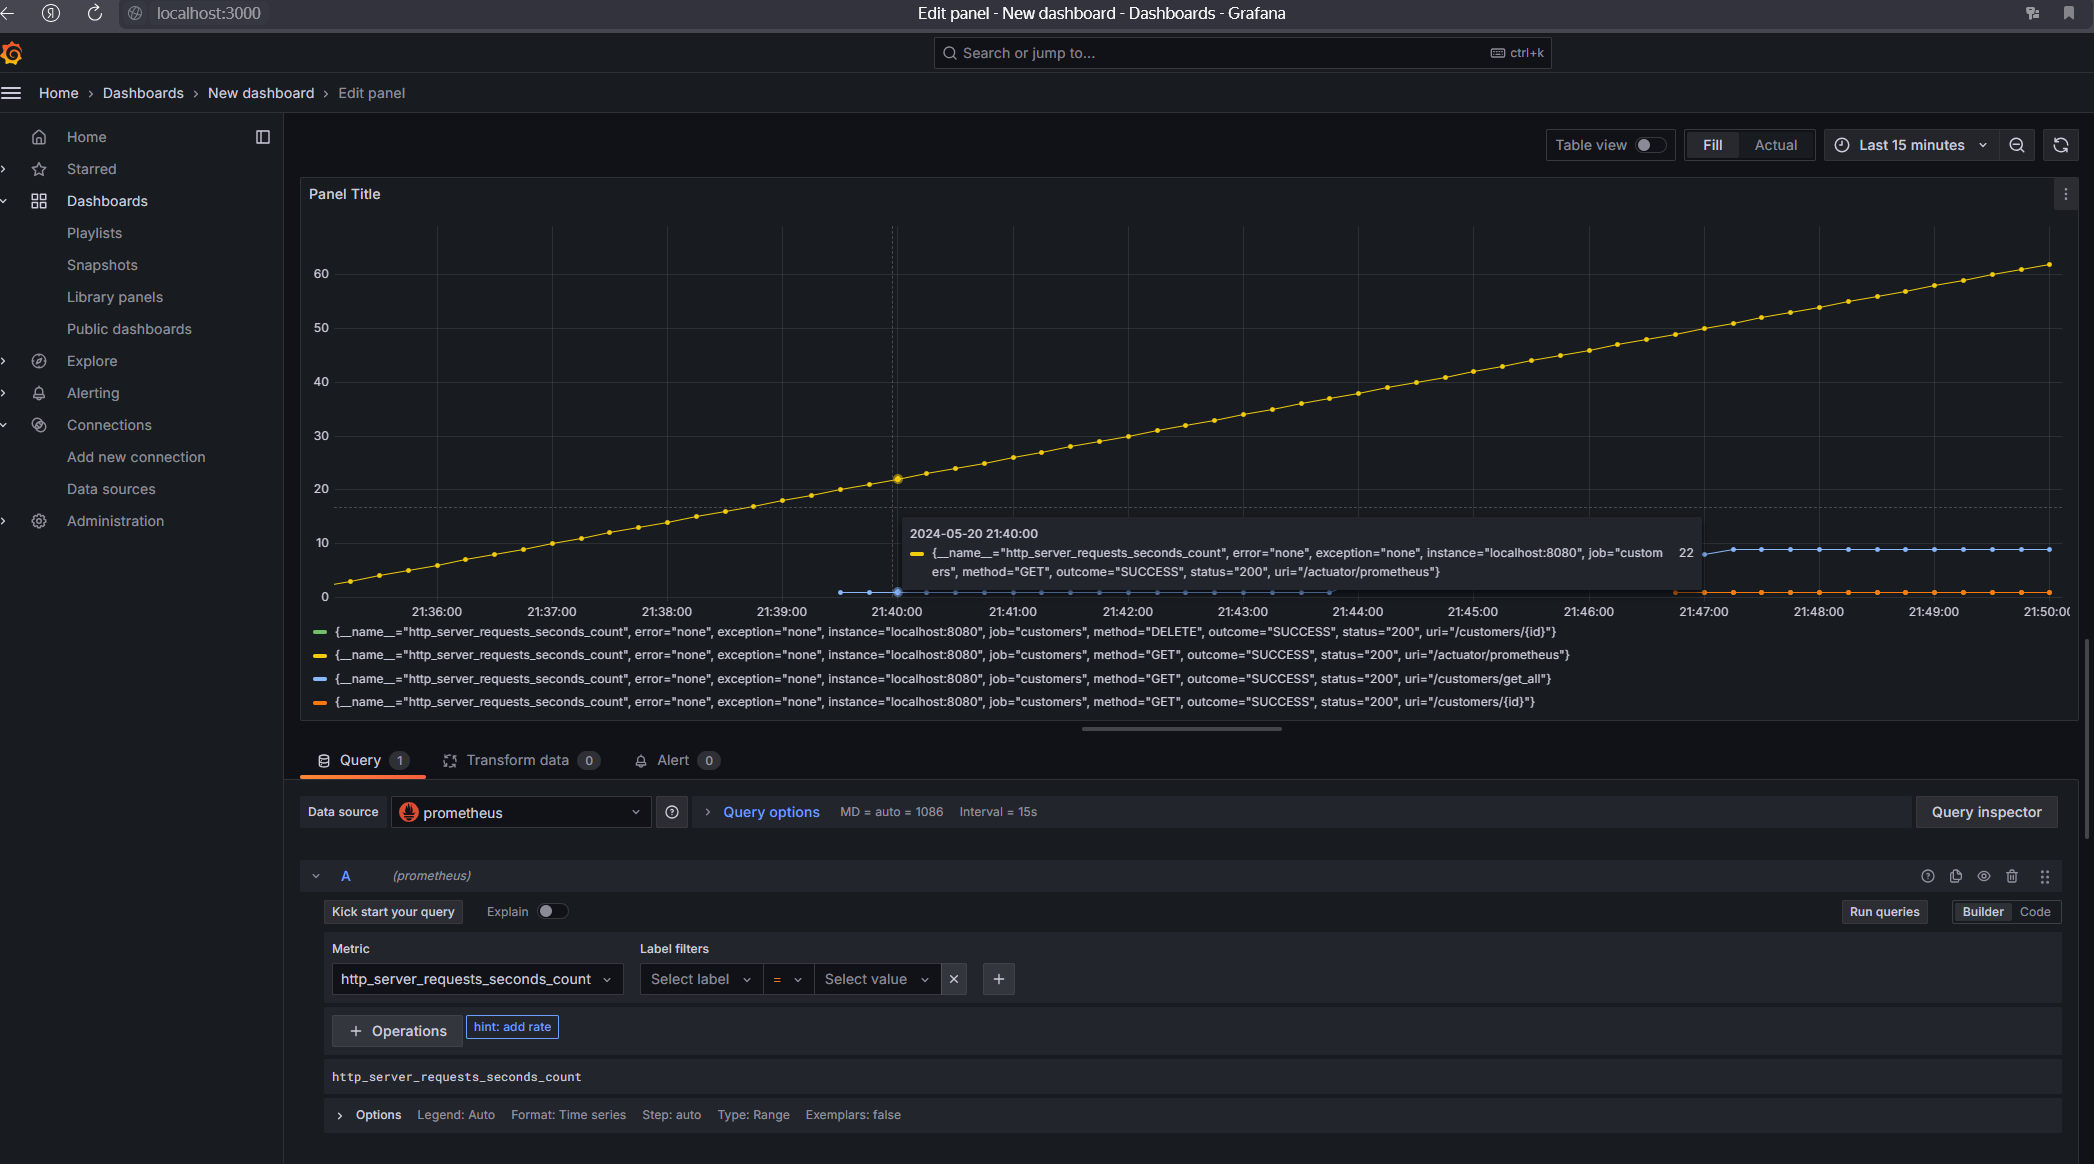 localhost:3000
Edit panel - New dashboard - Dashboards - Grafana
Search or jump to...
ctrl+k
Home › Dashboards › New dashboard › Edit panel
Home
Starred
Dashboards
Playlists
Snapshots
Library panels
Public dashboards
Explore
Alerting
Connections
Add new connection
Data sources
Administration
Table view
Fill
Actual
Last 15 minutes
Panel Title
60
50
40
30
20
10
0
2024-05-20 21:40:00
{__name__="http_server_requests_seconds_count", error="none", exception="none", instance="localhost:8080", job="custom
ers", method="GET", outcome="SUCCESS", status="200", uri="/actuator/prometheus"}
22
21:36:00 21:37:00 21:38:00 21:39:00 21:40:00 21:41:00 21:42:00 21:43:00 21:44:00 21:45:00 21:46:00 21:47:00 21:48:00 21:49:00 21:50:00
{__name__="http_server_requests_seconds_count", error="none", exception="none", instance="localhost:8080", job="customers", method="DELETE", outcome="SUCCESS", status="200", uri="/customers/{id}"}
{__name__="http_server_requests_seconds_count", error="none", exception="none", instance="localhost:8080", job="customers", method="GET", outcome="SUCCESS", status="200", uri="/actuator/prometheus"}
{__name__="http_server_requests_seconds_count", error="none", exception="none", instance="localhost:8080", job="customers", method="GET", outcome="SUCCESS", status="200", uri="/customers/get_all"}
{__name__="http_server_requests_seconds_count", error="none", exception="none", instance="localhost:8080", job="customers", method="GET", outcome="SUCCESS", status="200", uri="/customers/{id}"}
Query 1
Transform data 0
Alert 0
Data source
prometheus
Query options
MD = auto = 1086
Interval = 15s
Query inspector
A
(prometheus)
Kick start your query
Explain
Run queries
Builder
Code
Metric
Label filters
http_server_requests_seconds_count
Select label
=
Select value
+ Operations
hint: add rate
http_server_requests_seconds_count
Options
Legend: Auto
Format: Time series
Step: auto
Type: Range
Exemplars: false